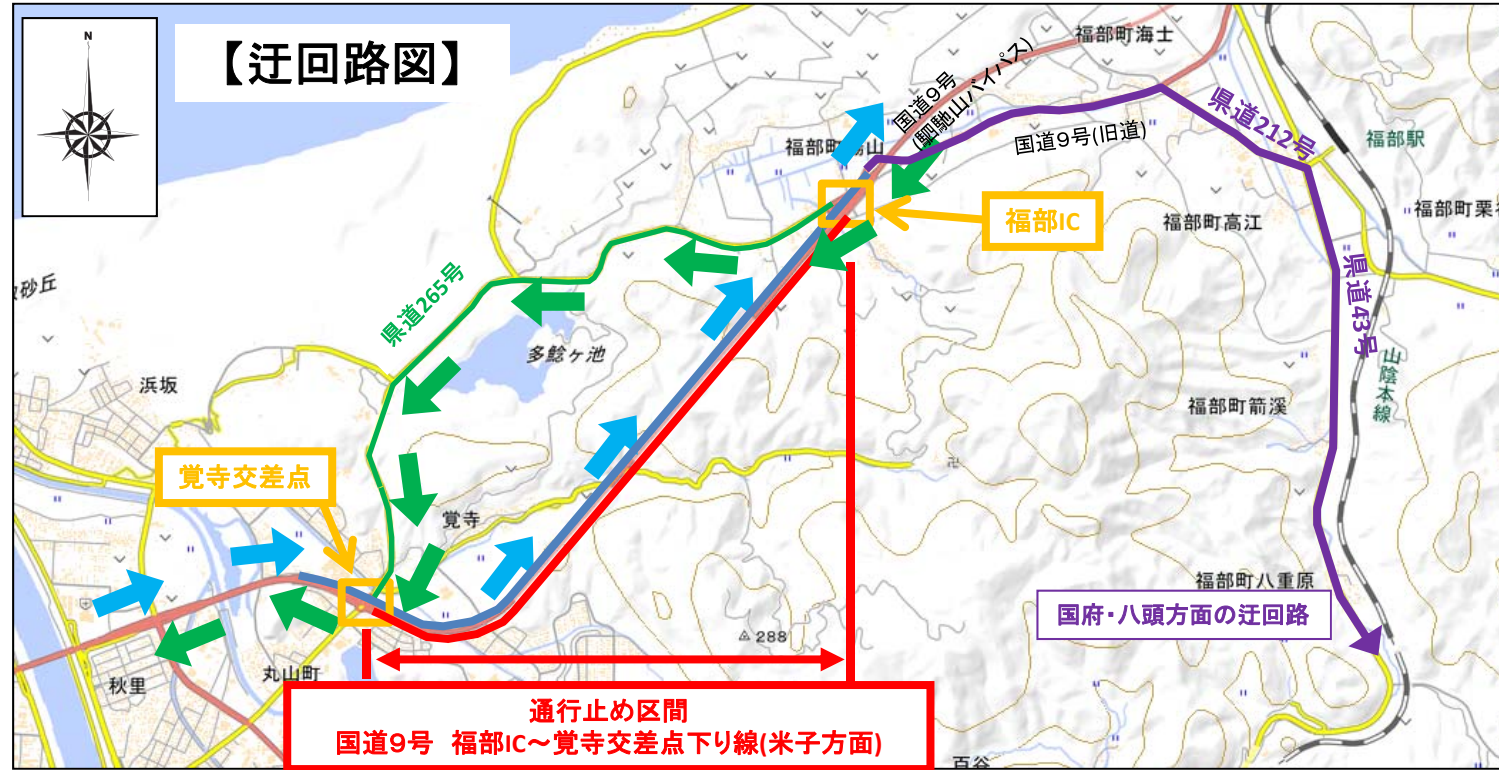 N
【迂回路図】
福部町海士
国道9号
(駟馳山バイパス)
県道212号
国道9号(旧道)
福部駅
福部町湯山
福部IC
福部町高江
県道43号
砂丘
県道265号
多鯰ヶ池
山陰本線
浜坂
福部町箭渓
覚寺交差点
覚寺
福部町八重原
国府・八頭方面の迂回路
288
丸山町
秋里
通行止め区間
国道9号 福部IC～覚寺交差点下り線(米子方面)
百谷